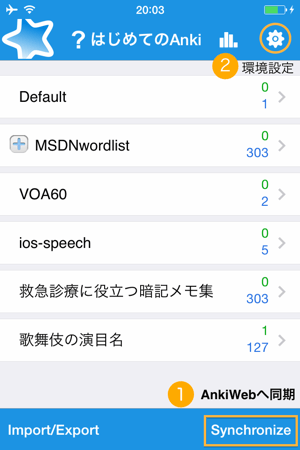 20:03
?はじめてのAnki
2 環境設定
Default
0
1
MSDNwordlist
0
303
VOA60
0
2
ios-speech
0
5
救急診療に役立つ暗記メモ集
0
303
歌舞伎の演目名
1
127
1 AnkiWebへ同期
Import/Export
Synchronize